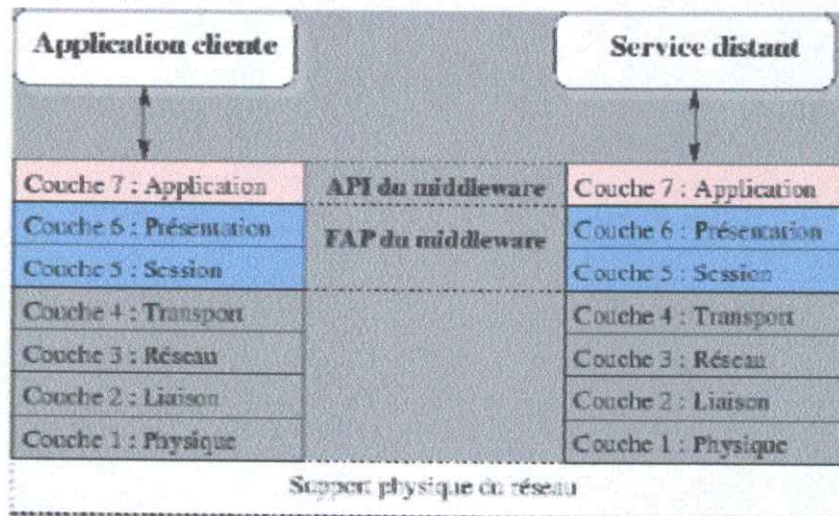 Application cliente
Service distant
Couche 7 : Application
API du middleware
Couche 7 : Application
Couche 6 : Présentation
FAP du middleware
Couche 6 : Présentation
Couche 5 : Session
Couche 5 : Session
Couche 4 : Transport
Couche 4 : Transport
Couche 3 : Réseau
Couche 3 : Réseau
Couche 2 : Liaison
Couche 2 : Liaison
Couche 1 : Physique
Couche 1 : Physique
Support physique du réseau